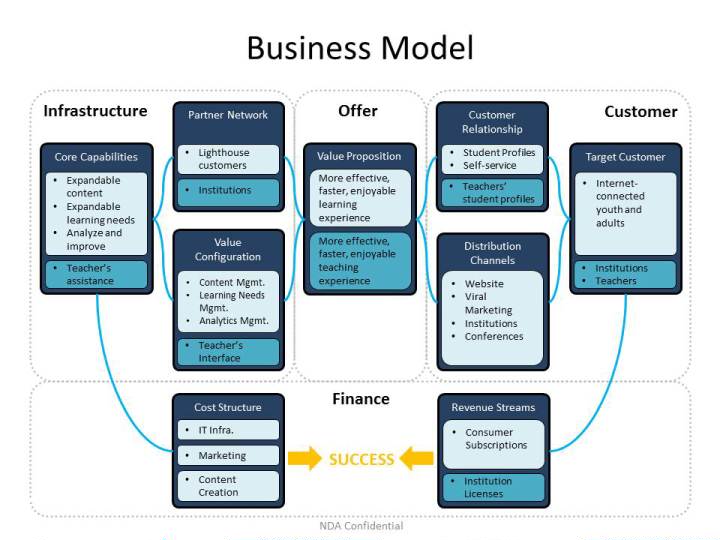 Business Model
Infrastructure
Offer
Customer
Core Capabilities
• Expandable
content
• Expandable
learning needs
• Analyze and
improve
• Teacher's
assistance
Partner Network
• Lighthouse
customers
• Institutions
Value
Configuration
• Content Mgmt.
• Learning Needs
Mgmt.
• Analytics Mgmt.
• Teacher's
Interface
Value Proposition
More effective,
faster, enjoyable
learning
experience
More effective,
faster, enjoyable
teaching
experience
Customer
Relationship
• Student Profiles
• Self-service
• Teachers'
student profiles
Distribution
Channels
• Website
• Viral
Marketing
• Institutions
• Conferences
Target Customer
• Internet-
connected
youth and
adults
• Institutions
• Teachers
Finance
Cost Structure
• IT Infra.
• Marketing
• Content
Creation
SUCCESS
Revenue Streams
• Consumer
Subscriptions
• Institution
Licenses
NDA Confidential